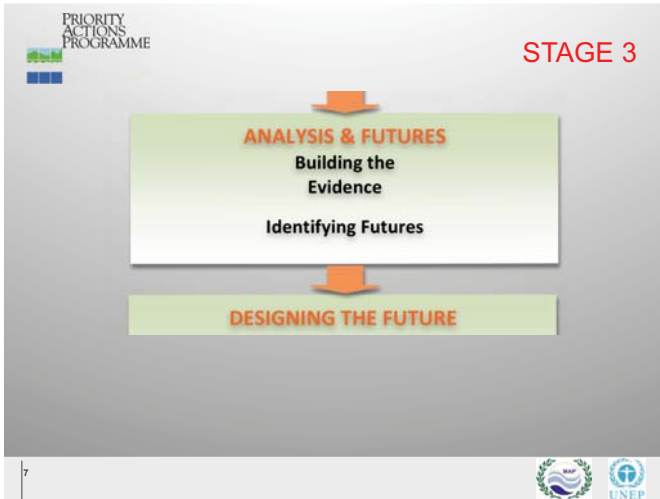 PRIORITY
ACTIONS
PROGRAMME
STAGE 3
ANALYSIS & FUTURES
Building the
Evidence
Identifying Futures
DESIGNING THE FUTURE
7
MAP
UNEP